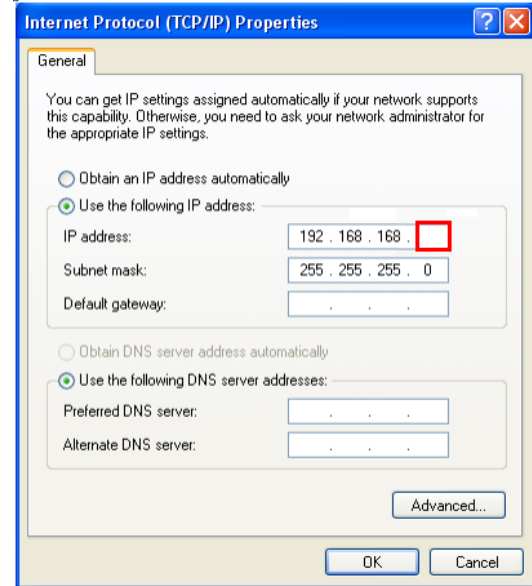 Internet Protocol (TCP/IP) Properties
General
You can get IP settings assigned automatically if your network supports
this capability. Otherwise, you need to ask your network administrator for
the appropriate IP settings.
Obtain an IP address automatically
Use the following IP address:
IP address: 192 . 168 . 168 .
Subnet mask: 255 . 255 . 255 . 0
Default gateway: . . .
Obtain DNS server address automatically
Use the following DNS server addresses:
Preferred DNS server: . . .
Alternate DNS server: . . .
Advanced...
OK Cancel